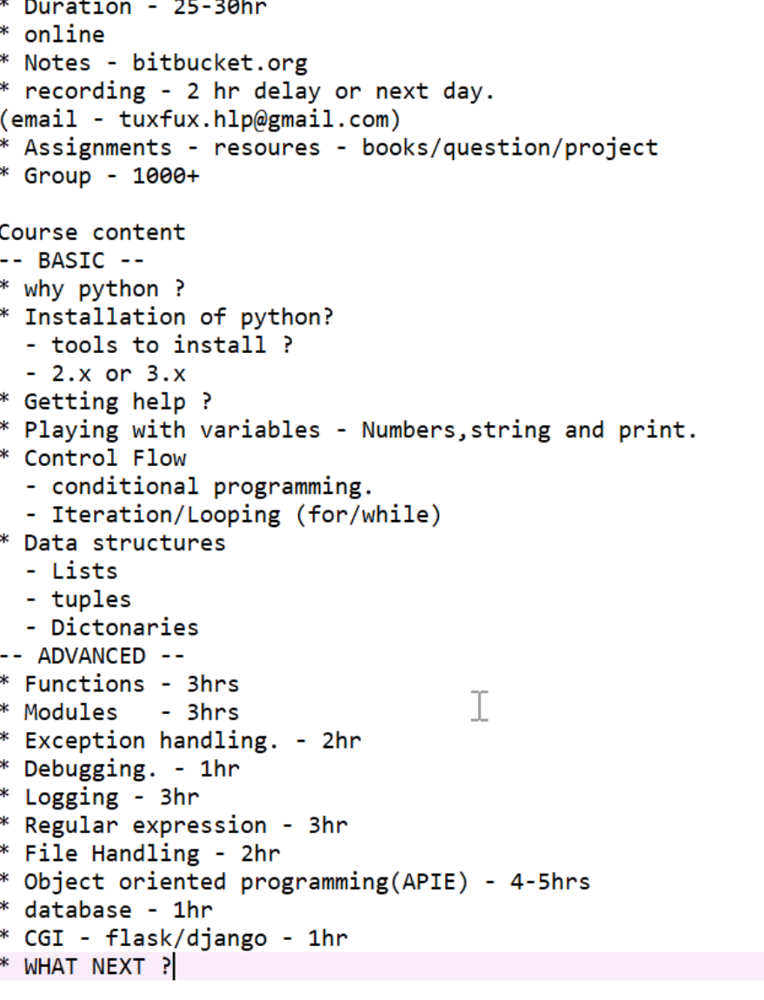 * Duration - 25-30hr
* online
* Notes - bitbucket.org
* recording - 2 hr delay or next day.
(email - tuxfux.hlp@gmail.com)
* Assignments - resoures - books/question/project
* Group - 1000+
Course content
-- BASIC --
* why python ?
* Installation of python?
- tools to install ?
- 2.x or 3.x
* Getting help ?
* Playing with variables - Numbers,string and print.
* Control Flow
- conditional programming.
- Iteration/Looping (for/while)
* Data structures
- Lists
- tuples
- Dictonaries
-- ADVANCED --
* Functions - 3hrs
* Modules   - 3hrs
* Exception handling. - 2hr
* Debugging. - 1hr
* Logging - 3hr
* Regular expression - 3hr
* File Handling - 2hr
* Object oriented programming(APIE) - 4-5hrs
* database - 1hr
* CGI - flask/django - 1hr
* WHAT NEXT ?